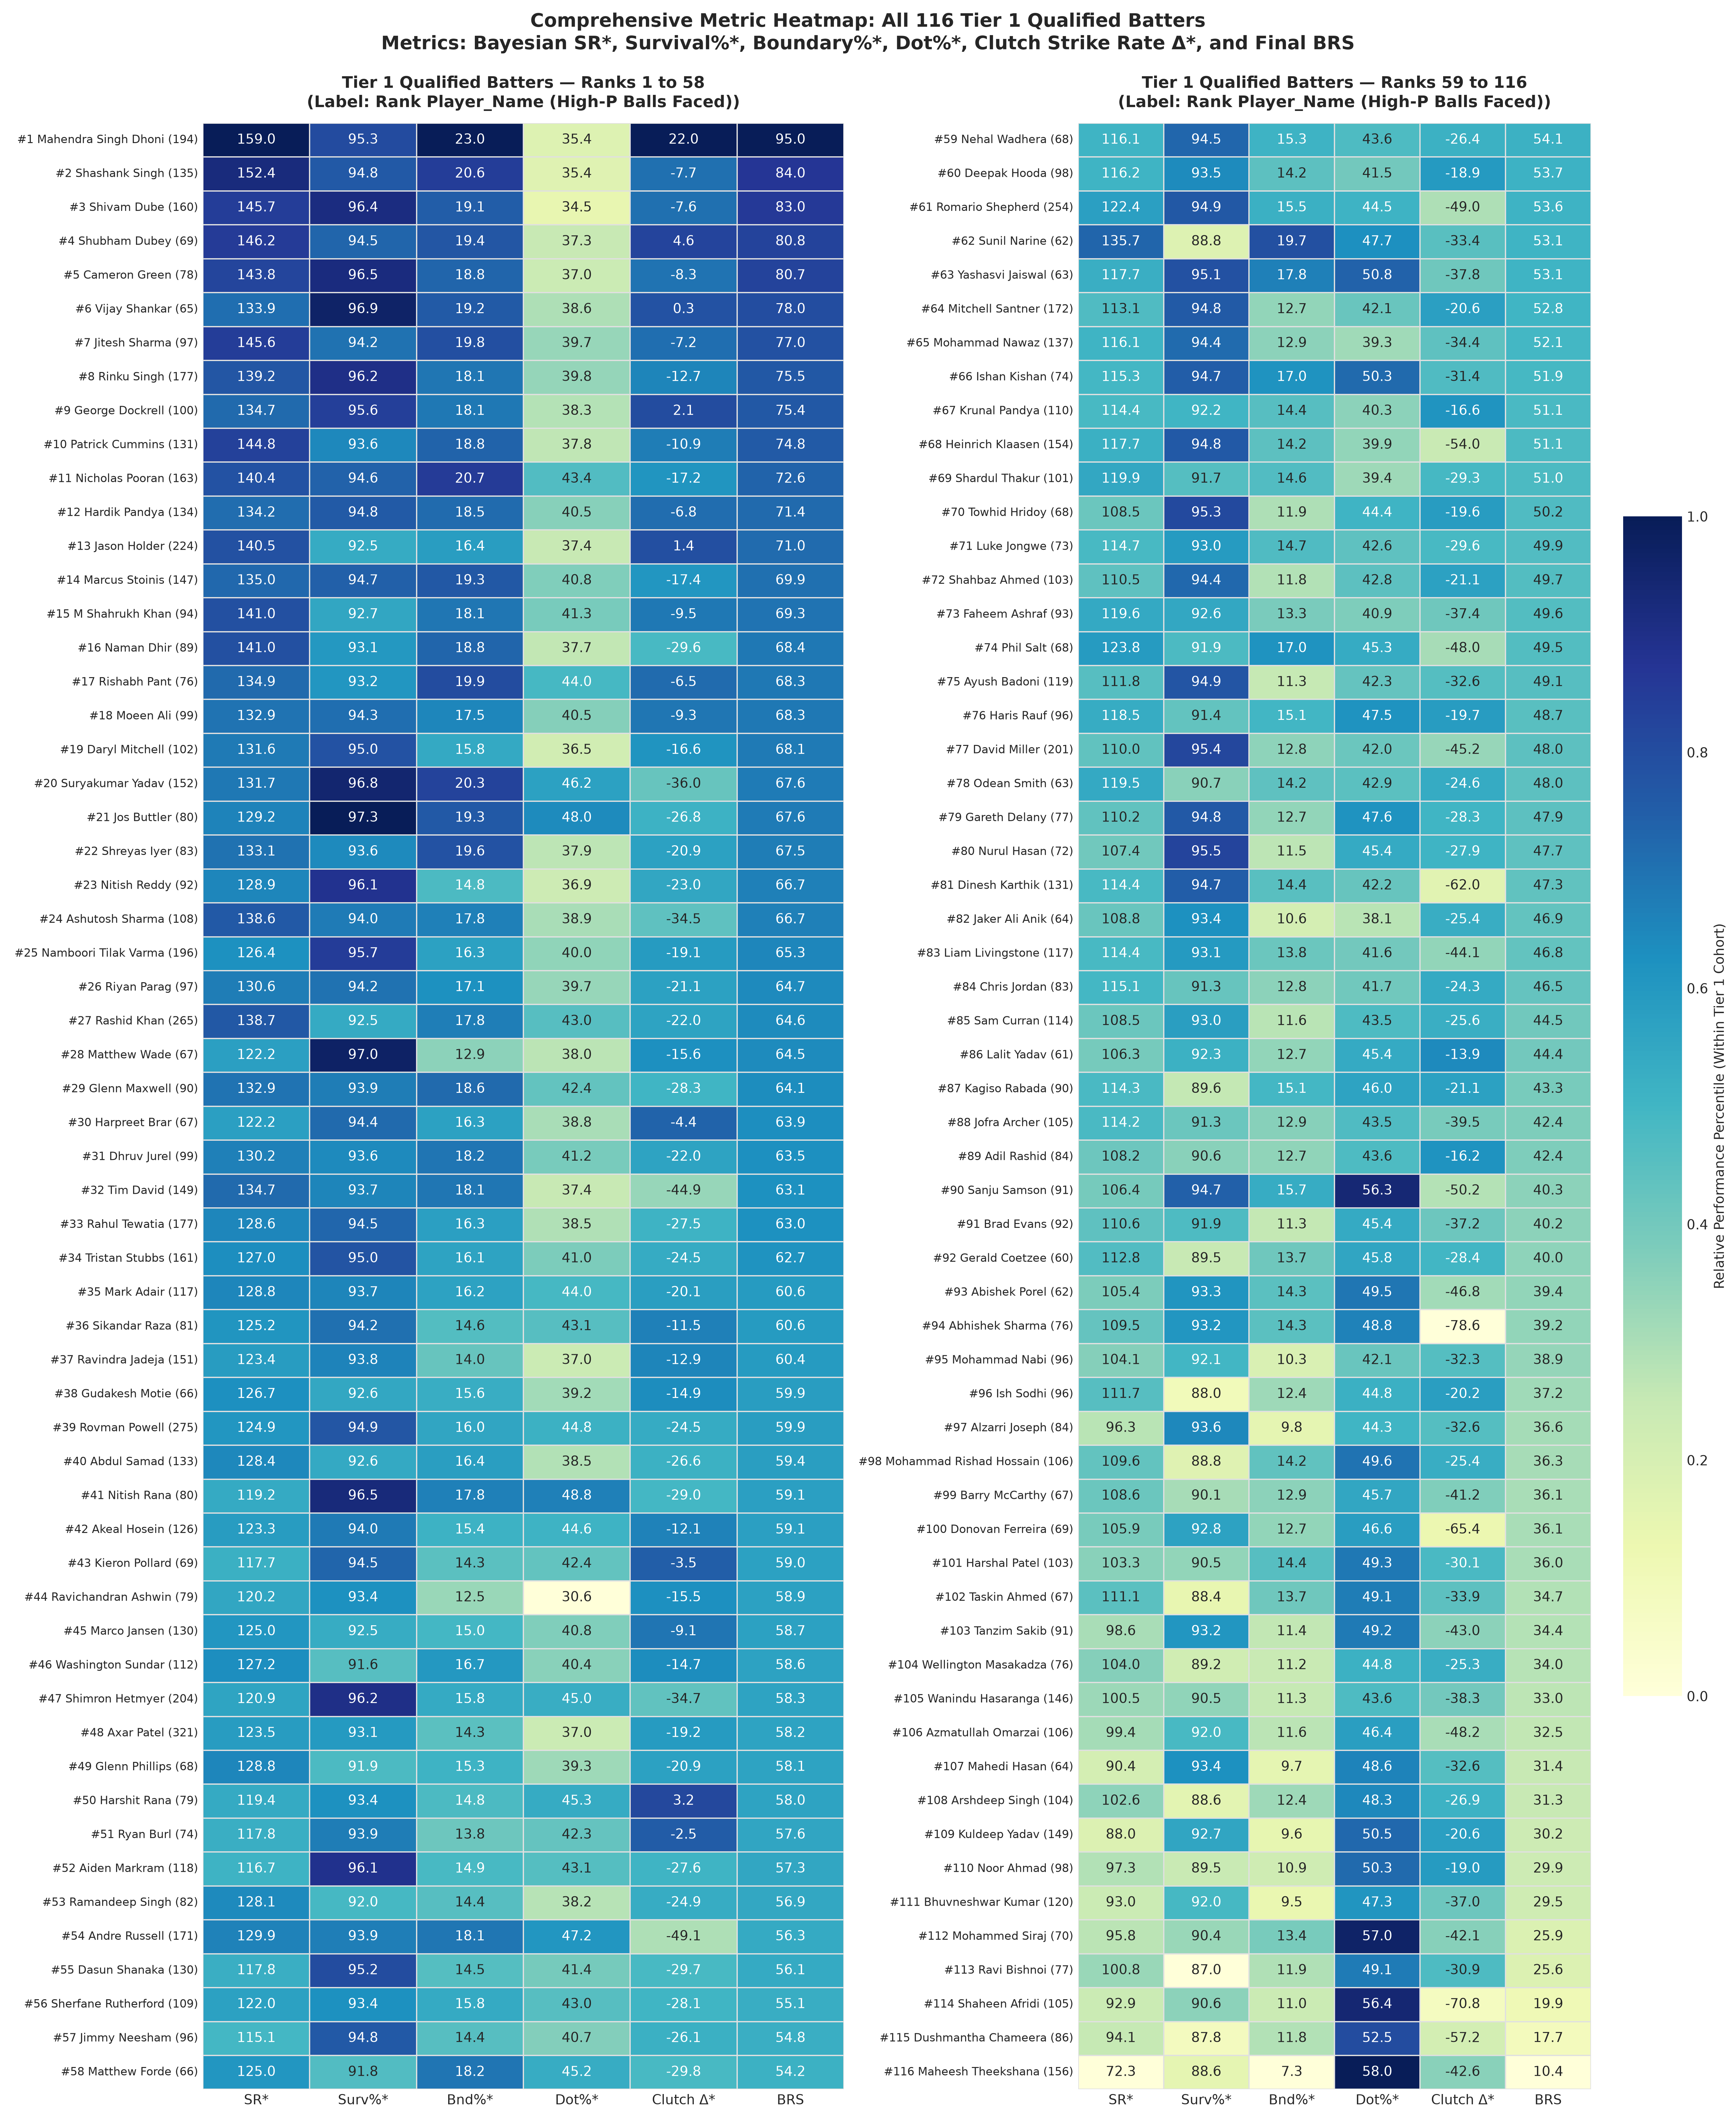 Comprehensive Metric Heatmap: All 116 Tier 1 Qualified Batters
Metrics: Bayesian SR*, Survival%*, Boundary%*, Dot%*, Clutch Strike Rate Δ*, and Final BRS
Tier 1 Qualified Batters — Ranks 1 to 58
(Label: Rank Player_Name (High-P Balls Faced))
#1 Mahendra Singh Dhoni (194) 159.0 95.3 23.0 35.4 22.0 95.0
#2 Shashank Singh (135) 152.4 94.8 20.6 35.4 -7.7 84.0
#3 Shivam Dube (160) 145.7 96.4 19.1 34.5 -7.6 83.0
#4 Shubham Dubey (69) 146.2 94.5 19.4 37.3 4.6 80.8
#5 Cameron Green (78) 143.8 96.5 18.8 37.0 -8.3 80.7
#6 Vijay Shankar (65) 133.9 96.9 19.2 38.6 0.3 78.0
#7 Jitesh Sharma (97) 145.6 94.2 19.8 39.7 -7.2 77.0
#8 Rinku Singh (177) 139.2 96.2 18.1 39.8 -12.7 75.5
#9 George Dockrell (100) 134.7 95.6 18.1 38.3 2.1 75.4
#10 Patrick Cummins (131) 144.8 93.6 18.8 37.8 -10.9 74.8
#11 Nicholas Pooran (163) 140.4 94.6 20.7 43.4 -17.2 72.6
#12 Hardik Pandya (134) 134.2 94.8 18.5 40.5 -6.8 71.4
#13 Jason Holder (224) 140.5 92.5 16.4 37.4 1.4 71.0
#14 Marcus Stoinis (147) 135.0 94.7 19.3 40.8 -17.4 69.9
#15 M Shahrukh Khan (94) 141.0 92.7 18.1 41.3 -9.5 69.3
#16 Naman Dhir (89) 141.0 93.1 18.8 37.7 -29.6 68.4
#17 Rishabh Pant (76) 134.9 93.2 19.9 44.0 -6.5 68.3
#18 Moeen Ali (99) 132.9 94.3 17.5 40.5 -9.3 68.3
#19 Daryl Mitchell (102) 131.6 95.0 15.8 36.5 -16.6 68.1
#20 Suryakumar Yadav (152) 131.7 96.8 20.3 46.2 -36.0 67.6
#21 Jos Buttler (80) 129.2 97.3 19.3 48.0 -26.8 67.6
#22 Shreyas Iyer (83) 133.1 93.6 19.6 37.9 -20.9 67.5
#23 Nitish Reddy (92) 128.9 96.1 14.8 36.9 -23.0 66.7
#24 Ashutosh Sharma (108) 138.6 94.0 17.8 38.9 -34.5 66.7
#25 Namboori Tilak Varma (196) 126.4 95.7 16.3 40.0 -19.1 65.3
#26 Riyan Parag (97) 130.6 94.2 17.1 39.7 -21.1 64.7
#27 Rashid Khan (265) 138.7 92.5 17.8 43.0 -22.0 64.6
#28 Matthew Wade (67) 122.2 97.0 12.9 38.0 -15.6 64.5
#29 Glenn Maxwell (90) 132.9 93.9 18.6 42.4 -28.3 64.1
#30 Harpreet Brar (67) 122.2 94.4 16.3 38.8 -4.4 63.9
#31 Dhruv Jurel (99) 130.2 93.6 18.2 41.2 -22.0 63.5
#32 Tim David (149) 134.7 93.7 18.1 37.4 -44.9 63.1
#33 Rahul Tewatia (177) 128.6 94.5 16.3 38.5 -27.5 63.0
#34 Tristan Stubbs (161) 127.0 95.0 16.1 41.0 -24.5 62.7
#35 Mark Adair (117) 128.8 93.7 16.2 44.0 -20.1 60.6
#36 Sikandar Raza (81) 125.2 94.2 14.6 43.1 -11.5 60.6
#37 Ravindra Jadeja (151) 123.4 93.8 14.0 37.0 -12.9 60.4
#38 Gudakesh Motie (66) 126.7 92.6 15.6 39.2 -14.9 59.9
#39 Rovman Powell (275) 124.9 94.9 16.0 44.8 -24.5 59.9
#40 Abdul Samad (133) 128.4 92.6 16.4 38.5 -26.6 59.4
#41 Nitish Rana (80) 119.2 96.5 17.8 48.8 -29.0 59.1
#42 Akeal Hosein (126) 123.3 94.0 15.4 44.6 -12.1 59.1
#43 Kieron Pollard (69) 117.7 94.5 14.3 42.4 -3.5 59.0
#44 Ravichandran Ashwin (79) 120.2 93.4 12.5 30.6 -15.5 58.9
#45 Marco Jansen (130) 125.0 92.5 15.0 40.8 -9.1 58.7
#46 Washington Sundar (112) 127.2 91.6 16.7 40.4 -14.7 58.6
#47 Shimron Hetmyer (204) 120.9 96.2 15.8 45.0 -34.7 58.3
#48 Axar Patel (321) 123.5 93.1 14.3 37.0 -19.2 58.2
#49 Glenn Phillips (68) 128.8 91.9 15.3 39.3 -20.9 58.1
#50 Harshit Rana (79) 119.4 93.4 14.8 45.3 3.2 58.0
#51 Ryan Burl (74) 117.8 93.9 13.8 42.3 -2.5 57.6
#52 Aiden Markram (118) 116.7 96.1 14.9 43.1 -27.6 57.3
#53 Ramandeep Singh (82) 128.1 92.0 14.4 38.2 -24.9 56.9
#54 Andre Russell (171) 129.9 93.9 18.1 47.2 -49.1 56.3
#55 Dasun Shanaka (130) 117.8 95.2 14.5 41.4 -29.7 56.1
#56 Sherfane Rutherford (109) 122.0 93.4 15.8 43.0 -28.1 55.1
#57 Jimmy Neesham (96) 115.1 94.8 14.4 40.7 -26.1 54.8
#58 Matthew Forde (66) 125.0 91.8 18.2 45.2 -29.8 54.2
SR* Surv%* Bnd%* Dot%* Clutch Δ* BRS
Tier 1 Qualified Batters — Ranks 59 to 116
(Label: Rank Player_Name (High-P Balls Faced))
#59 Nehal Wadhera (68) 116.1 94.5 15.3 43.6 -26.4 54.1
#60 Deepak Hooda (98) 116.2 93.5 14.2 41.5 -18.9 53.7
#61 Romario Shepherd (254) 122.4 94.9 15.5 44.5 -49.0 53.6
#62 Sunil Narine (62) 135.7 88.8 19.7 47.7 -33.4 53.1
#63 Yashasvi Jaiswal (63) 117.7 95.1 17.8 50.8 -37.8 53.1
#64 Mitchell Santner (172) 113.1 94.8 12.7 42.1 -20.6 52.8
#65 Mohammad Nawaz (137) 116.1 94.4 12.9 39.3 -34.4 52.1
#66 Ishan Kishan (74) 115.3 94.7 17.0 50.3 -31.4 51.9
#67 Krunal Pandya (110) 114.4 92.2 14.4 40.3 -16.6 51.1
#68 Heinrich Klaasen (154) 117.7 94.8 14.2 39.9 -54.0 51.1
#69 Shardul Thakur (101) 119.9 91.7 14.6 39.4 -29.3 51.0
#70 Towhid Hridoy (68) 108.5 95.3 11.9 44.4 -19.6 50.2
#71 Luke Jongwe (73) 114.7 93.0 14.7 42.6 -29.6 49.9
#72 Shahbaz Ahmed (103) 110.5 94.4 11.8 42.8 -21.1 49.7
#73 Faheem Ashraf (93) 119.6 92.6 13.3 40.9 -37.4 49.6
#74 Phil Salt (68) 123.8 91.9 17.0 45.3 -48.0 49.5
#75 Ayush Badoni (119) 111.8 94.9 11.3 42.3 -32.6 49.1
#76 Haris Rauf (96) 118.5 91.4 15.1 47.5 -19.7 48.7
#77 David Miller (201) 110.0 95.4 12.8 42.0 -45.2 48.0
#78 Odean Smith (63) 119.5 90.7 14.2 42.9 -24.6 48.0
#79 Gareth Delany (77) 110.2 94.8 12.7 47.6 -28.3 47.9
#80 Nurul Hasan (72) 107.4 95.5 11.5 45.4 -27.9 47.7
#81 Dinesh Karthik (131) 114.4 94.7 14.4 42.2 -62.0 47.3
#82 Jaker Ali Anik (64) 108.8 93.4 10.6 38.1 -25.4 46.9
#83 Liam Livingstone (117) 114.4 93.1 13.8 41.6 -44.1 46.8
#84 Chris Jordan (83) 115.1 91.3 12.8 41.7 -24.3 46.5
#85 Sam Curran (114) 108.5 93.0 11.6 43.5 -25.6 44.5
#86 Lalit Yadav (61) 106.3 92.3 12.7 45.4 -13.9 44.4
#87 Kagiso Rabada (90) 114.3 89.6 15.1 46.0 -21.1 43.3
#88 Jofra Archer (105) 114.2 91.3 12.9 43.5 -39.5 42.4
#89 Adil Rashid (84) 108.2 90.6 12.7 43.6 -16.2 42.4
#90 Sanju Samson (91) 106.4 94.7 15.7 56.3 -50.2 40.3
#91 Brad Evans (92) 110.6 91.9 11.3 45.4 -37.2 40.2
#92 Gerald Coetzee (60) 112.8 89.5 13.7 45.8 -28.4 40.0
#93 Abishek Porel (62) 105.4 93.3 14.3 49.5 -46.8 39.4
#94 Abhishek Sharma (76) 109.5 93.2 14.3 48.8 -78.6 39.2
#95 Mohammad Nabi (96) 104.1 92.1 10.3 42.1 -32.3 38.9
#96 Ish Sodhi (96) 111.7 88.0 12.4 44.8 -20.2 37.2
#97 Alzarri Joseph (84) 96.3 93.6 9.8 44.3 -32.6 36.6
#98 Mohammad Rishad Hossain (106) 109.6 88.8 14.2 49.6 -25.4 36.3
#99 Barry McCarthy (67) 108.6 90.1 12.9 45.7 -41.2 36.1
#100 Donovan Ferreira (69) 105.9 92.8 12.7 46.6 -65.4 36.1
#101 Harshal Patel (103) 103.3 90.5 14.4 49.3 -30.1 36.0
#102 Taskin Ahmed (67) 111.1 88.4 13.7 49.1 -33.9 34.7
#103 Tanzim Sakib (91) 98.6 93.2 11.4 49.2 -43.0 34.4
#104 Wellington Masakadza (76) 104.0 89.2 11.2 44.8 -25.3 34.0
#105 Wanindu Hasaranga (146) 100.5 90.5 11.3 43.6 -38.3 33.0
#106 Azmatullah Omarzai (106) 99.4 92.0 11.6 46.4 -48.2 32.5
#107 Mahedi Hasan (64) 90.4 93.4 9.7 48.6 -32.6 31.4
#108 Arshdeep Singh (104) 102.6 88.6 12.4 48.3 -26.9 31.3
#109 Kuldeep Yadav (149) 88.0 92.7 9.6 50.5 -20.6 30.2
#110 Noor Ahmad (98) 97.3 89.5 10.9 50.3 -19.0 29.9
#111 Bhuvneshwar Kumar (120) 93.0 92.0 9.5 47.3 -37.0 29.5
#112 Mohammed Siraj (70) 95.8 90.4 13.4 57.0 -42.1 25.9
#113 Ravi Bishnoi (77) 100.8 87.0 11.9 49.1 -30.9 25.6
#114 Shaheen Afridi (105) 92.9 90.6 11.0 56.4 -70.8 19.9
#115 Dushmantha Chameera (86) 94.1 87.8 11.8 52.5 -57.2 17.7
#116 Maheesh Theekshana (156) 72.3 88.6 7.3 58.0 -42.6 10.4
SR* Surv%* Bnd%* Dot%* Clutch Δ* BRS
1.0
0.8
0.6
0.4
0.2
0.0
Relative Performance Percentile (Within Tier 1 Cohort)